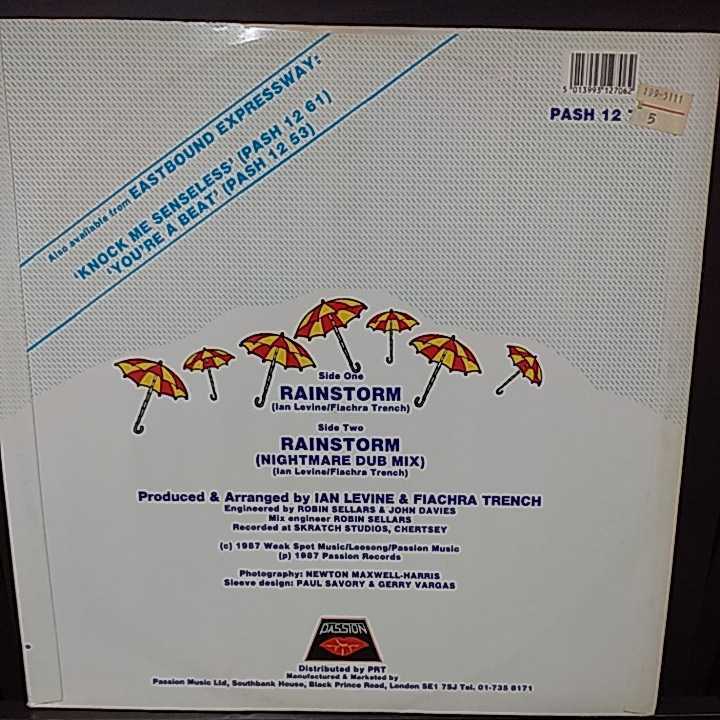 Also available from EASTBOUND EXPRESSWAY:
'KNOCK ME SENSELESS' (PASH 12 61)
'YOU'RE A BEAT' (PASH 12 53)
5 013993 12706
PASH 12
5
Side One
RAINSTORM
(Ian Levine/Fiachra Trench)
Side Two
RAINSTORM
(NIGHTMARE DUB MIX)
(Ian Levine/Fiachra Trench)
Produced & Arranged by IAN LEVINE & FIACHRA TRENCH
Engineered by ROBIN SELLARS & JOHN DAVIES
Mix engineer ROBIN SELLARS
Recorded at SKRATCH STUDIOS, CHERTSEY
(c) 1987 Weak Spot Music/Leosong/Passion Music
(p) 1987 Passion Records
Photography: NEWTON MAXWELL-HARRIS
Sleeve design: PAUL SAVORY & GERRY VARGAS
PASSION
Distributed by PRT
Manufactured & Marketed by
Passion Music Ltd, Southbank House, Black Prince Road, London SE1 7SJ Tel. 01-735 8171